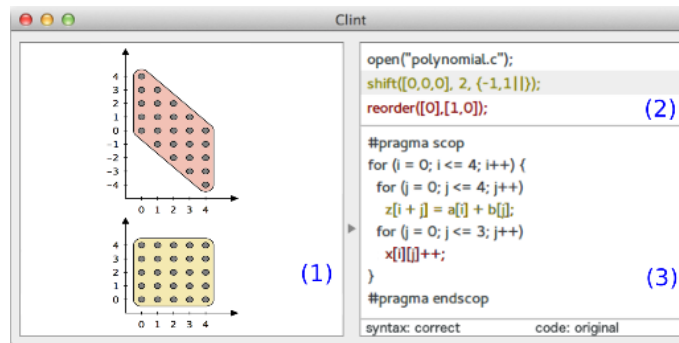 Clint
4
3
2
1
0
−1
−2
−3
−4
0 1 2 3 4
4
3
2
1
0
0 1 2 3 4
(1)
open("polynomial.c");
shift([0,0,0], 2, {-1,1||});
reorder([0],[1,0]);
(2)
#pragma scop
for (i = 0; i <= 4; i++) {
for (j = 0; j <= 4; j++)
z[i + j] = a[i] + b[j];
for (j = 0; j <= 3; j++)
x[i][j]++;
}
#pragma endscop
(3)
syntax: correct code: original